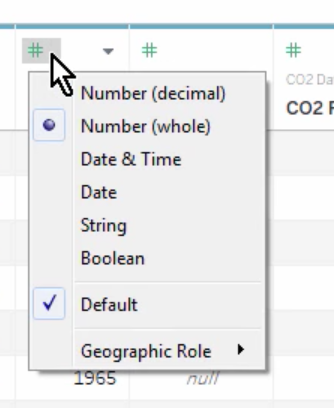 #
#
#
Number (decimal)
CO2 Da
Number (whole)
CO2 F
Date & Time
Date
String
Boolean
Default
Geographic Role
1965 null